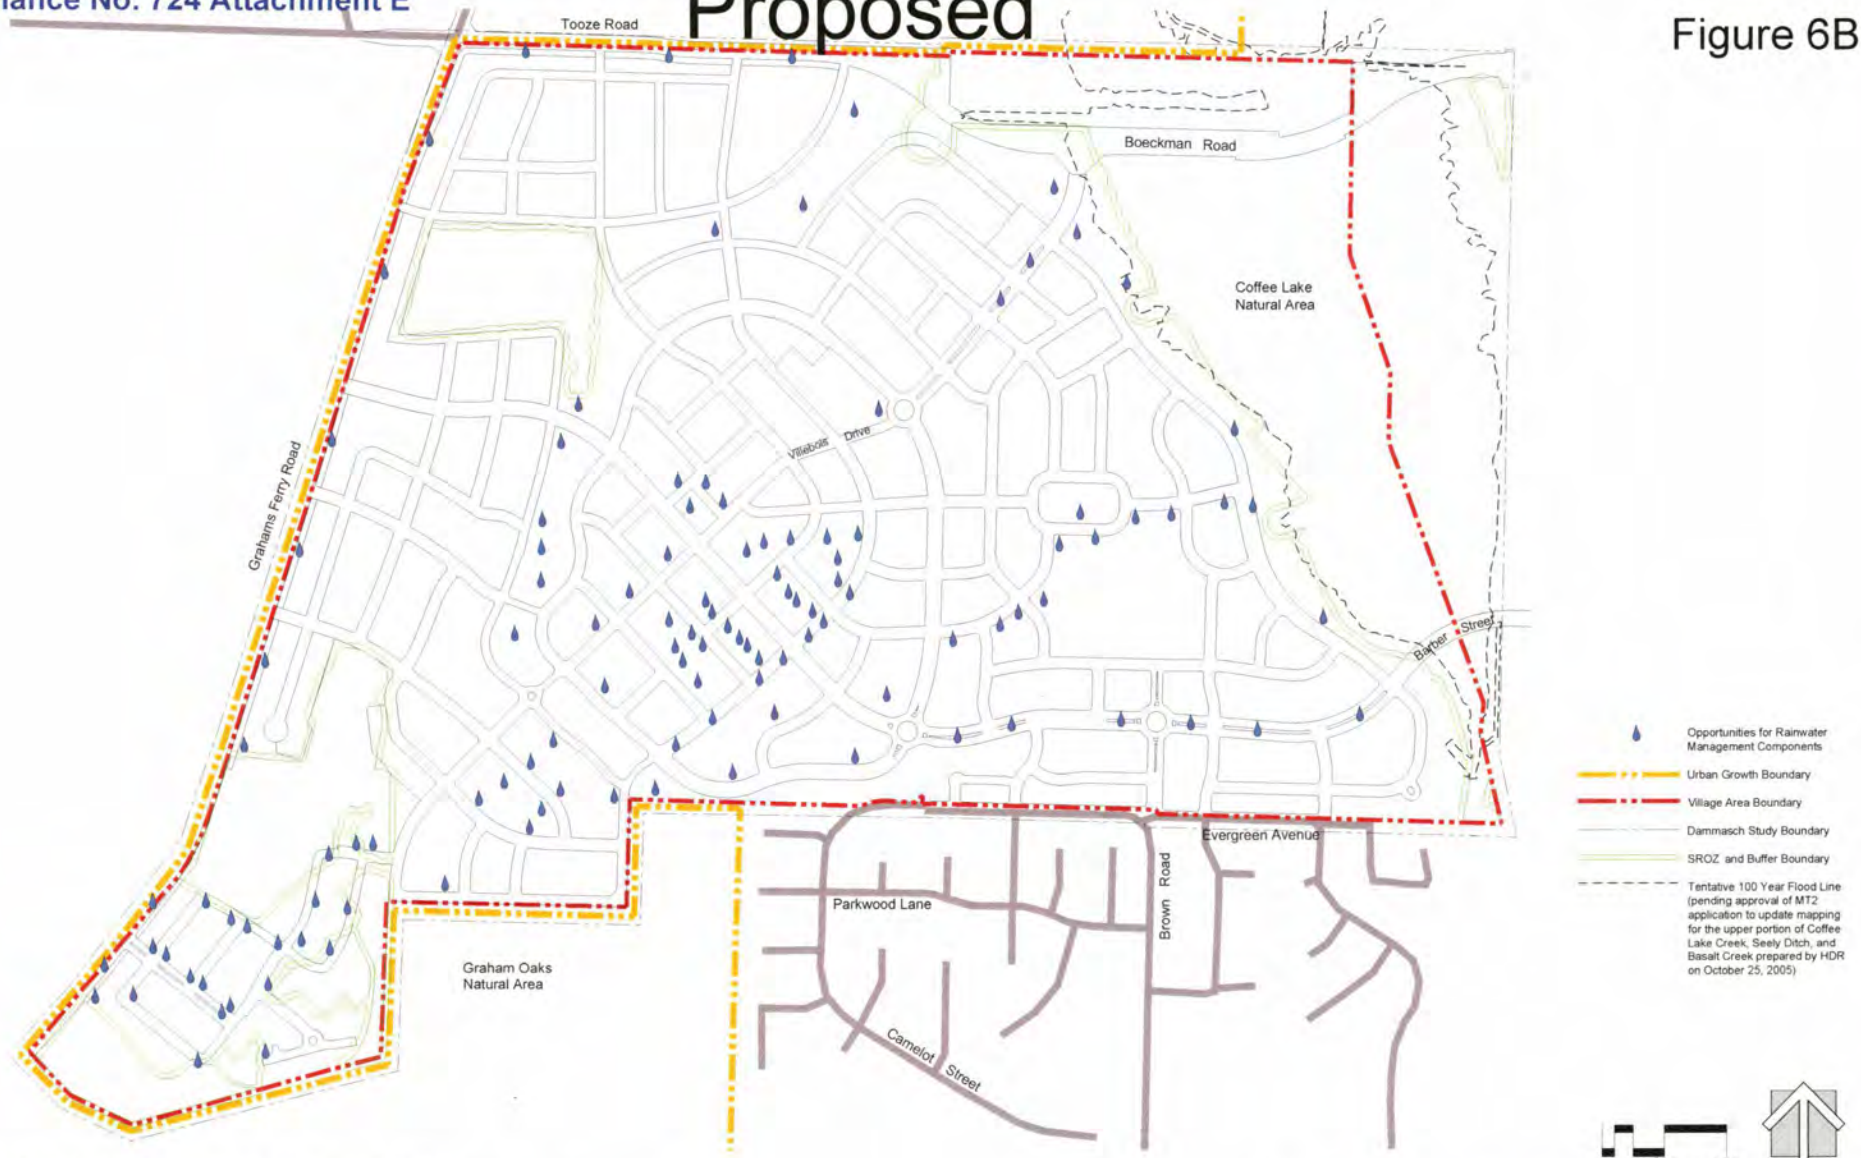 No. 724 Attachment E
Proposed
Figure 6B
Tooze Road
Boeckman Road
Coffee Lake
Natural Area
Villebois Drive
Grahams Ferry Road
Barber Street
Opportunities for Rainwater
Management Components
Urban Growth Boundary
Village Area Boundary
Dammasch Study Boundary
SROZ and Buffer Boundary
Tentative 100 Year Flood Line
(pending approval of MT2
application to update mapping
for the upper portion of Coffee
Lake Creek, Seely Ditch, and
Basalt Creek prepared by HDR
on October 25, 2005)
Evergreen Avenue
Brown Road
Parkwood Lane
Graham Oaks
Natural Area
Camelot Street